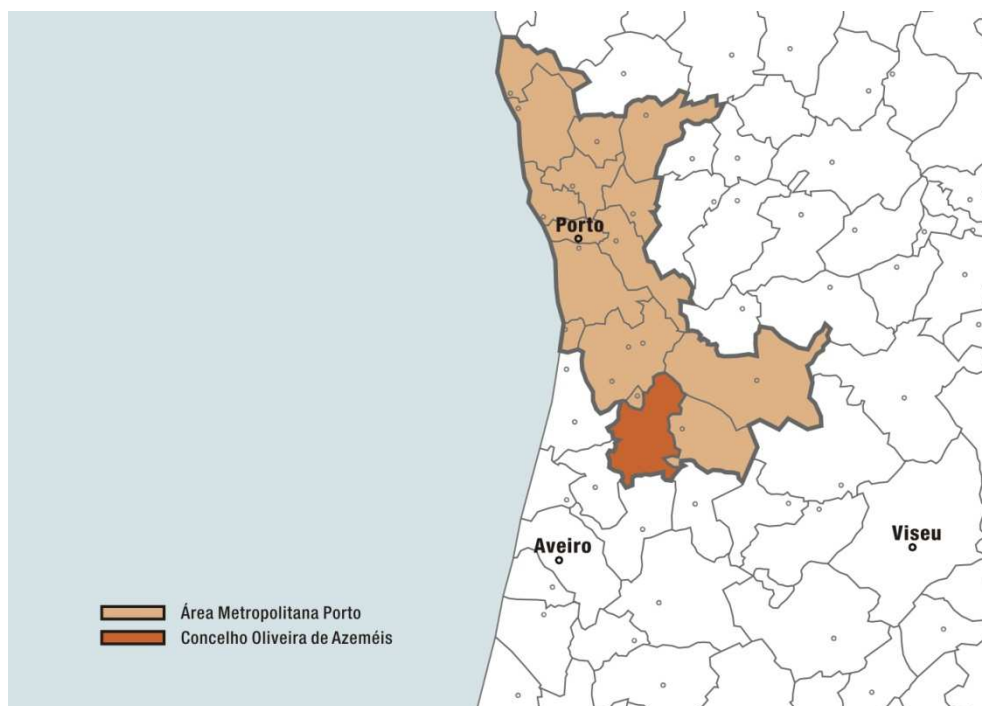 Porto
Aveiro
Viseu
Área Metropolitana Porto
Concelho Oliveira de Azeméis